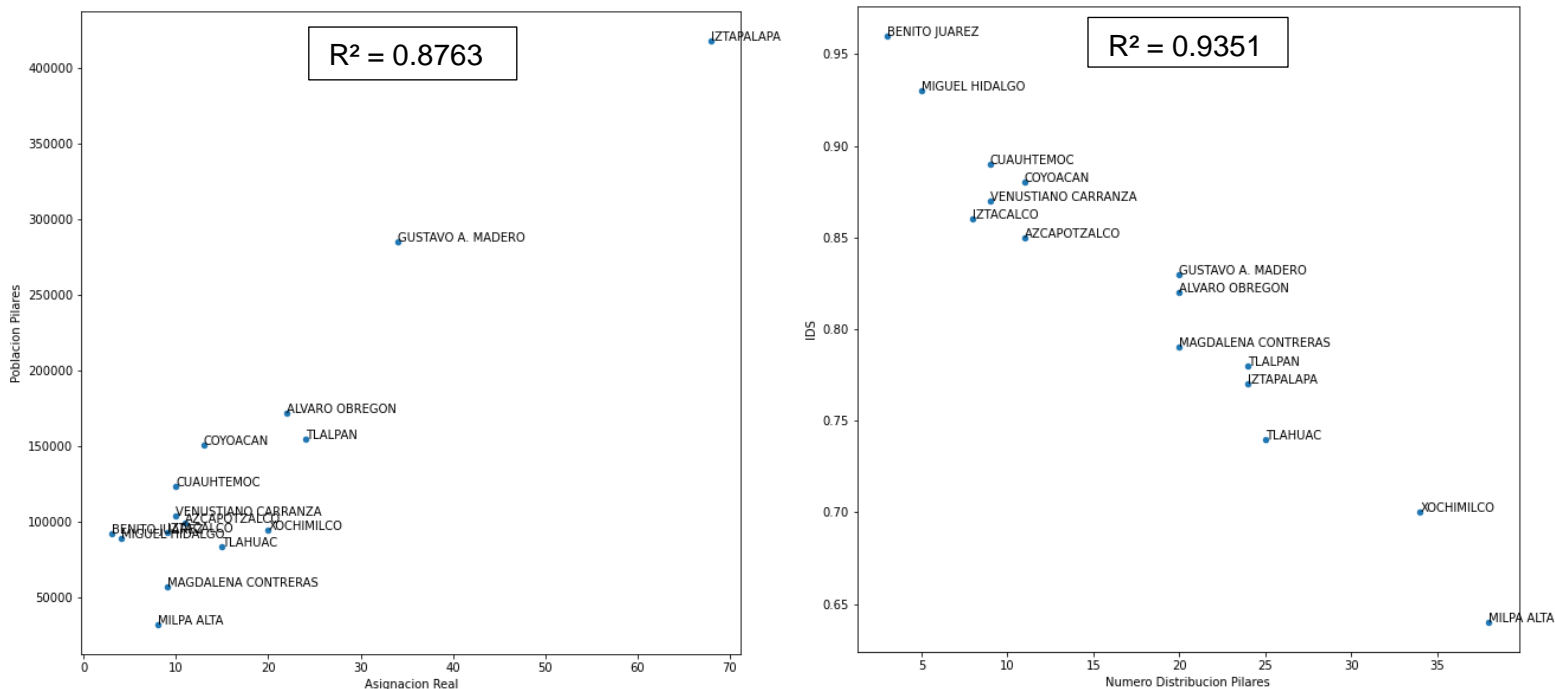 R² = 0.8763
IZTAPALAPA
GUSTAVO A. MADERO
ALVARO OBREGON
TLALPAN
COYOACAN
CUAUHTEMOC
VENUSTIANO CARRANZA
AZCAPOTZALCO
IZTACALCO
XOCHIMILCO
BENITO JUAREZ
MIGUEL HIDALGO
TLAHUAC
MAGDALENA CONTRERAS
MILPA ALTA
400000
350000
300000
250000
200000
150000
100000
50000
Poblacion Pilares
0 10 20 30 40 50 60 70
Asignacion Real
R² = 0.9351
BENITO JUAREZ
MIGUEL HIDALGO
CUAUHTEMOC
COYOACAN
VENUSTIANO CARRANZA
IZTACALCO
AZCAPOTZALCO
GUSTAVO A. MADERO
ALVARO OBREGON
MAGDALENA CONTRERAS
TLALPAN
IZTAPALAPA
TLAHUAC
XOCHIMILCO
MILPA ALTA
0.95
0.90
0.85
0.80
0.75
0.70
0.65
IDS
5 10 15 20 25 30 35
Numero Distribucion Pilares